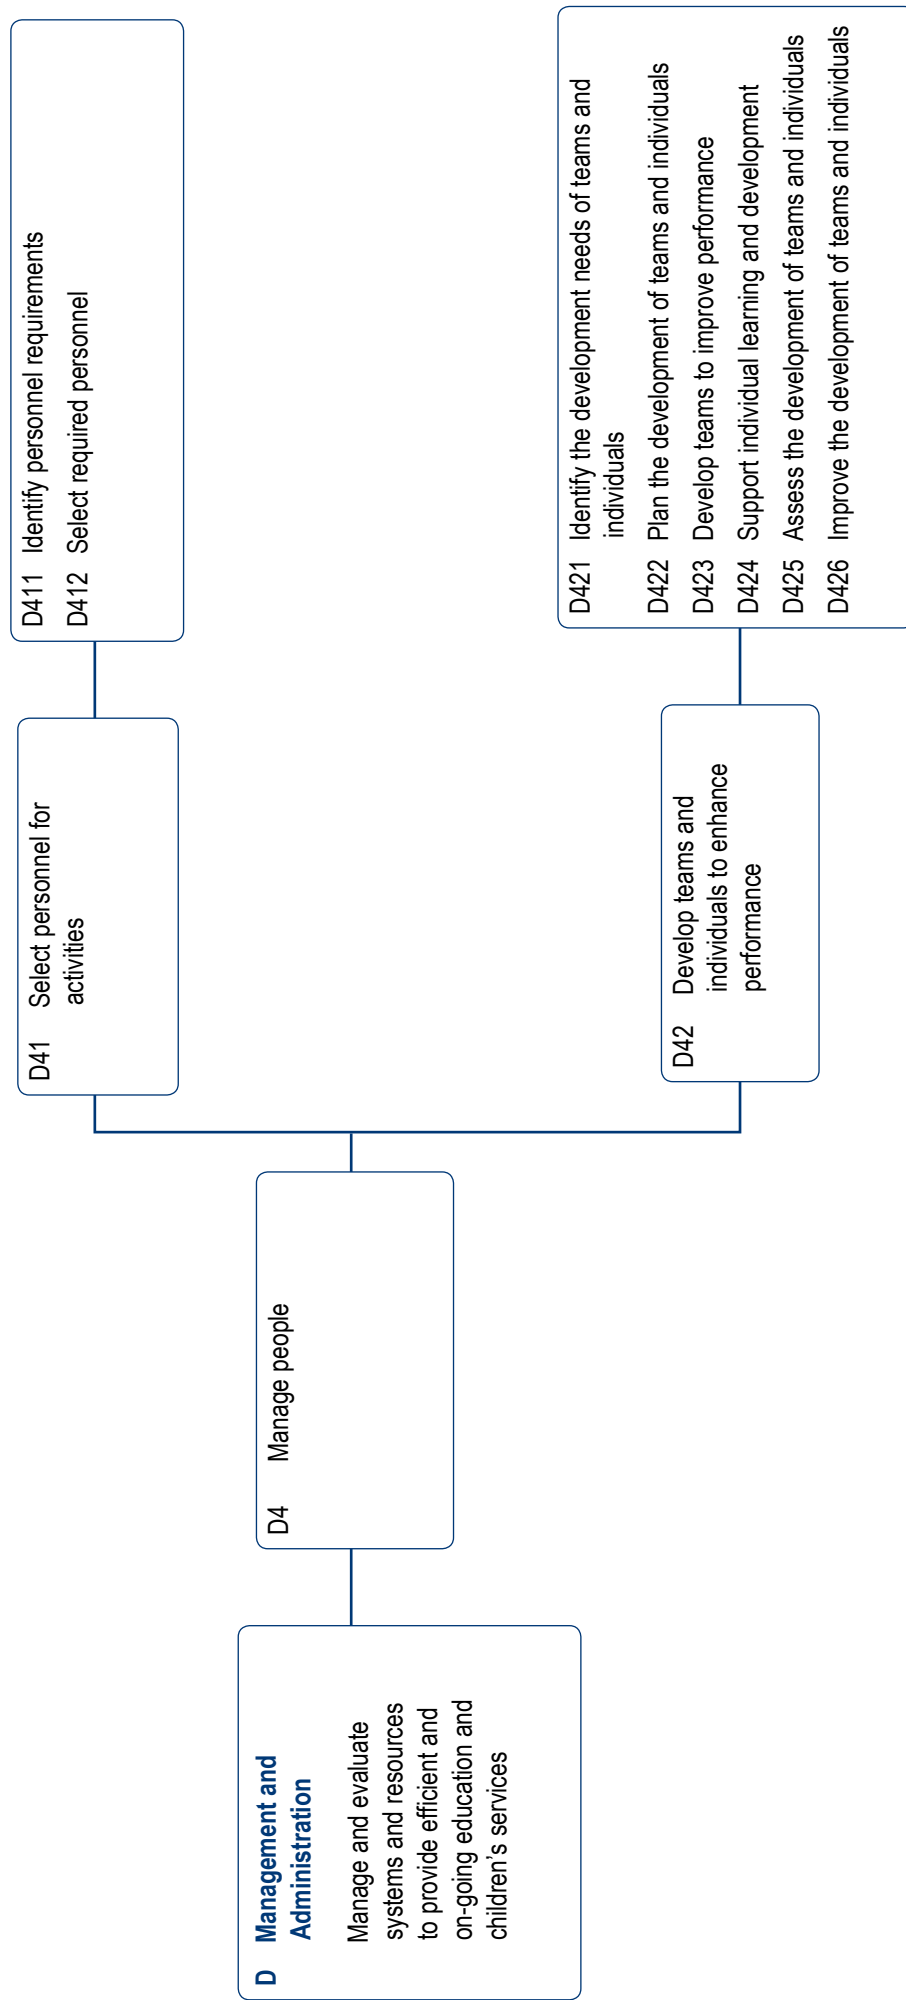 D Management and
Administration
Manage and evaluate
systems and resources
to provide efficient and
on-going education and
children's services
D4 Manage people
D41 Select personnel for
activities
D411 Identify personnel requirements
D412 Select required personnel
D42 Develop teams and
individuals to enhance
performance
D421 Identify the development needs of teams and
individuals
D422 Plan the development of teams and individuals
D423 Develop teams to improve performance
D424 Support individual learning and development
D425 Assess the development of teams and individuals
D426 Improve the development of teams and individuals